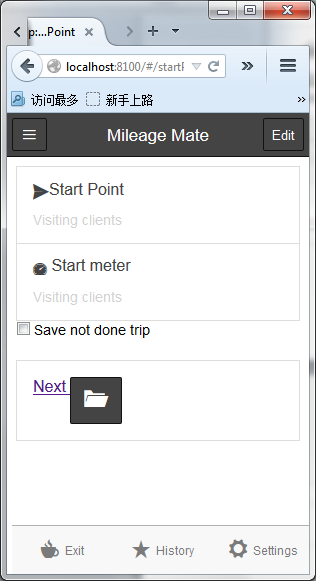 p:...Point
localhost:8100/#/startP
访问最多 新手上路
Mileage Mate Edit
Start Point
Visiting clients
Start meter
Visiting clients
Save not done trip
Next
Exit History Settings